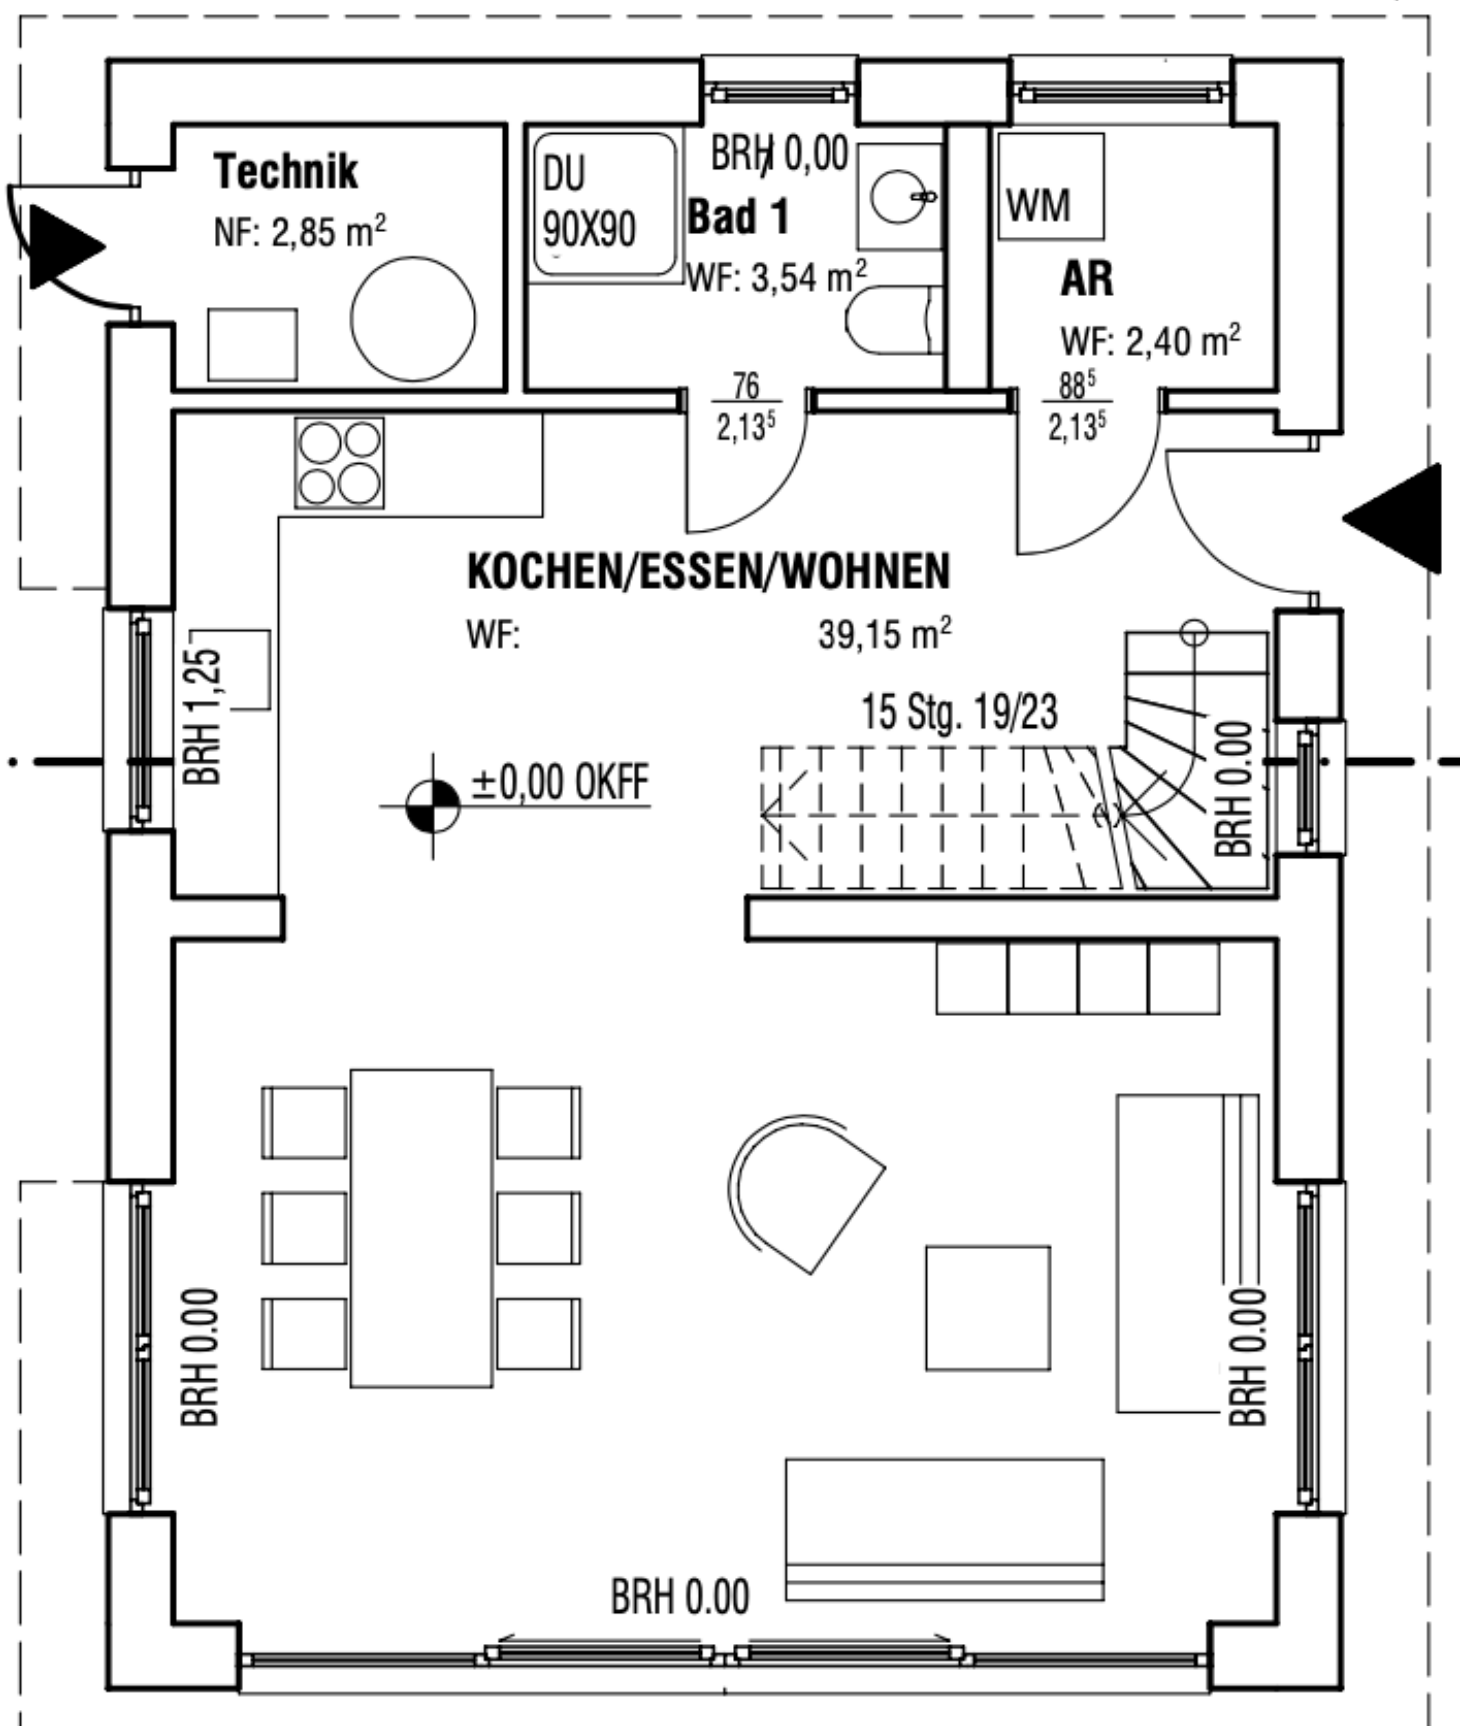 Technik
NF: 2,85 m²
DU
90X90
BRH 0,00
Bad 1
WF: 3,54 m²
WM
AR
WF: 2,40 m²
76
2,13⁵
88⁵
2,13⁵
KOCHEN/ESSEN/WOHNEN
WF: 39,15 m²
BRH 1,25
15 Stg. 19/23
BRH 0.00
±0,00 OKFF
BRH 0.00
BRH 0.00
BRH 0.00